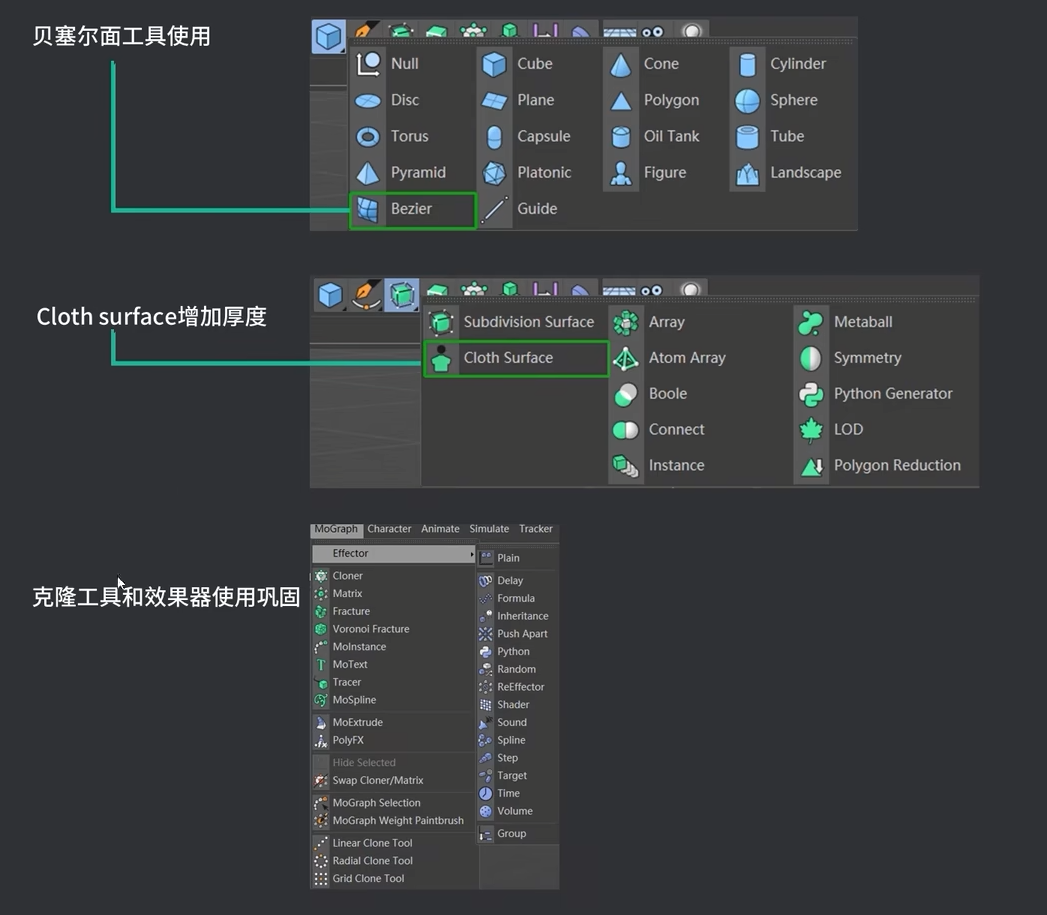 贝塞尔面工具使用
Null Cube Cone Cylinder
Disc Plane Polygon Sphere
Torus Capsule Oil Tank Tube
Pyramid Platonic Figure Landscape
Bezier Guide
Cloth surface增加厚度
Subdivision Surface Array Metaball
Cloth Surface Atom Array Symmetry
Boole Python Generator
Connect LOD
Instance Polygon Reduction
克隆工具和效果器使用巩固
MoGraph Character Animate Simulate Tracker
Effector
Cloner
Matrix
Fracture
Voronoi Fracture
MoInstance
MoText
Tracer
MoSpline
MoExtrude
PolyFX
Hide Selected
Swap Cloner/Matrix
MoGraph Selection
MoGraph Weight Paintbrush
Linear Clone Tool
Radial Clone Tool
Grid Clone Tool
Plain
Delay
Formula
Inheritance
Push Apart
Python
Random
ReEffector
Shader
Sound
Spline
Step
Target
Time
Volume
Group